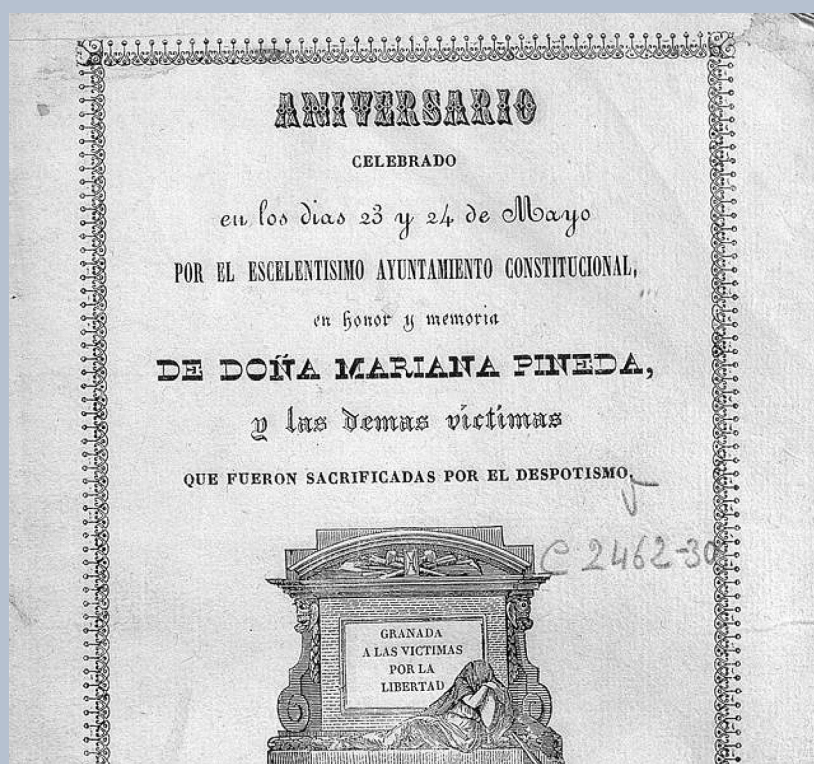 ANIVERSARIO
CELEBRADO
en los dias 23 y 24 de Mayo
POR EL ESCELENTISIMO AYUNTAMIENTO CONSTITUCIONAL,
en honor y memoria
DE DOÑA MARIANA PINEDA,
y las demas víctimas
QUE FUERON SACRIFICADAS POR EL DESPOTISMO.
C 2462-30
GRANADA
A LAS VICTIMAS
POR LA
LIBERTAD